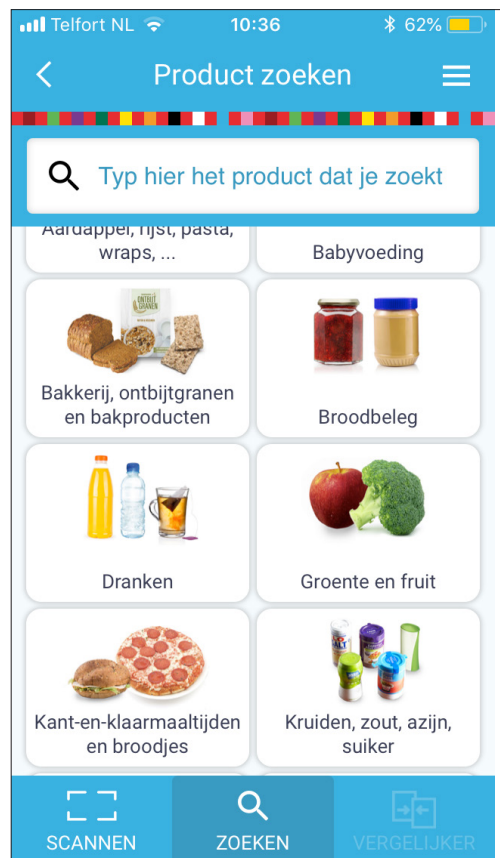 Telfort NL 10:36 62%
Product zoeken
Typ hier het product dat je zoekt
Aardappel, rijst, pasta,
wraps, ...
Babyvoeding
ONTBIJT
GRANEN
Bakkerij, ontbijtgranen
en bakproducten
Broodbeleg
Dranken
Groente en fruit
Kant-en-klaarmaaltijden
en broodjes
Kruiden, zout, azijn,
suiker
SCANNEN
ZOEKEN
VERGELIJKER